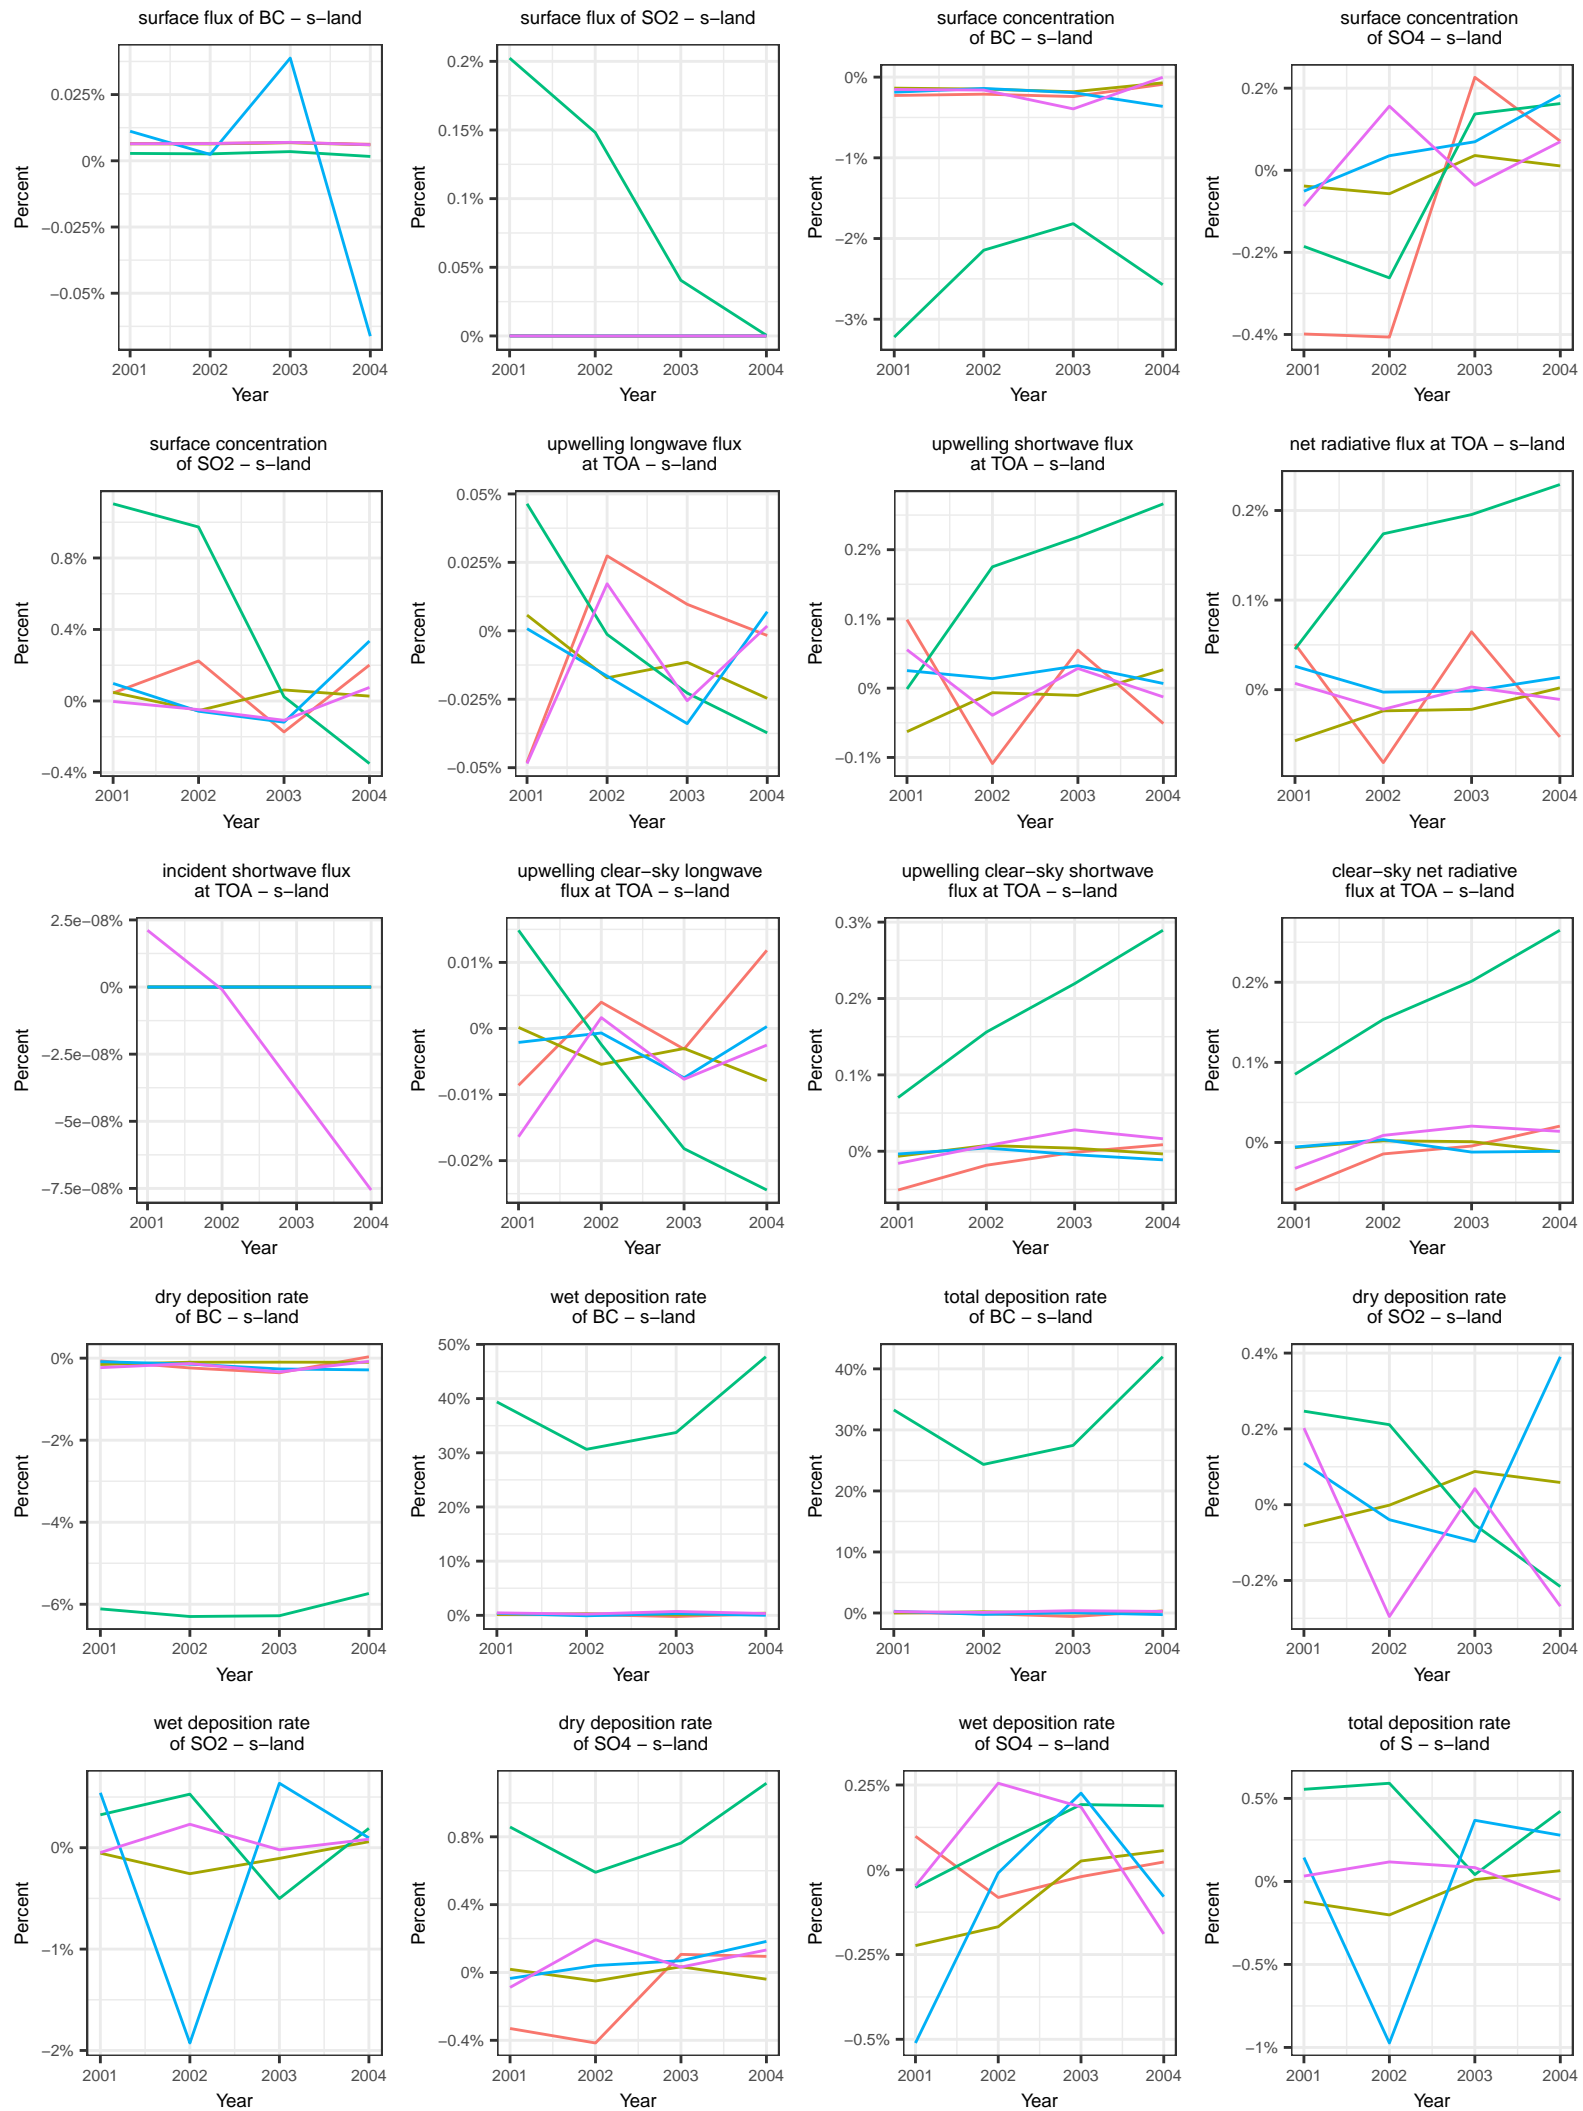 surface flux of BC − s−land
0.025%
0%
−0.025%
−0.05%
Percent
2001 2002 2003 2004
Year
surface flux of SO2 − s−land
0.2%
0.15%
0.1%
0.05%
0%
Percent
2001 2002 2003 2004
Year
surface concentration
of BC − s−land
0%
−1%
−2%
−3%
Percent
2001 2002 2003 2004
Year
surface concentration
of SO4 − s−land
0.2%
0%
−0.2%
−0.4%
Percent
2001 2002 2003 2004
Year
surface concentration
of SO2 − s−land
0.8%
0.4%
0%
−0.4%
Percent
2001 2002 2003 2004
Year
upwelling longwave flux
at TOA − s−land
0.05%
0.025%
0%
−0.025%
−0.05%
Percent
2001 2002 2003 2004
Year
upwelling shortwave flux
at TOA − s−land
0.2%
0.1%
0%
−0.1%
Percent
2001 2002 2003 2004
Year
net radiative flux at TOA − s−land
0.2%
0.1%
0%
Percent
2001 2002 2003 2004
Year
incident shortwave flux
at TOA − s−land
2.5e−08%
0%
−2.5e−08%
−5e−08%
−7.5e−08%
Percent
2001 2002 2003 2004
Year
upwelling clear−sky longwave
flux at TOA − s−land
0.01%
0%
−0.01%
−0.02%
Percent
2001 2002 2003 2004
Year
upwelling clear−sky shortwave
flux at TOA − s−land
0.3%
0.2%
0.1%
0%
Percent
2001 2002 2003 2004
Year
clear−sky net radiative
flux at TOA − s−land
0.2%
0.1%
0%
Percent
2001 2002 2003 2004
Year
dry deposition rate
of BC − s−land
0%
−2%
−4%
−6%
Percent
2001 2002 2003 2004
Year
wet deposition rate
of BC − s−land
50%
40%
30%
20%
10%
0%
Percent
2001 2002 2003 2004
Year
total deposition rate
of BC − s−land
40%
30%
20%
10%
0%
Percent
2001 2002 2003 2004
Year
dry deposition rate
of SO2 − s−land
0.4%
0.2%
0%
−0.2%
Percent
2001 2002 2003 2004
Year
wet deposition rate
of SO2 − s−land
0%
−1%
−2%
Percent
2001 2002 2003 2004
Year
dry deposition rate
of SO4 − s−land
0.8%
0.4%
0%
−0.4%
Percent
2001 2002 2003 2004
Year
wet deposition rate
of SO4 − s−land
0.25%
0%
−0.25%
−0.5%
Percent
2001 2002 2003 2004
Year
total deposition rate
of S − s−land
0.5%
0%
−0.5%
−1%
Percent
2001 2002 2003 2004
Year